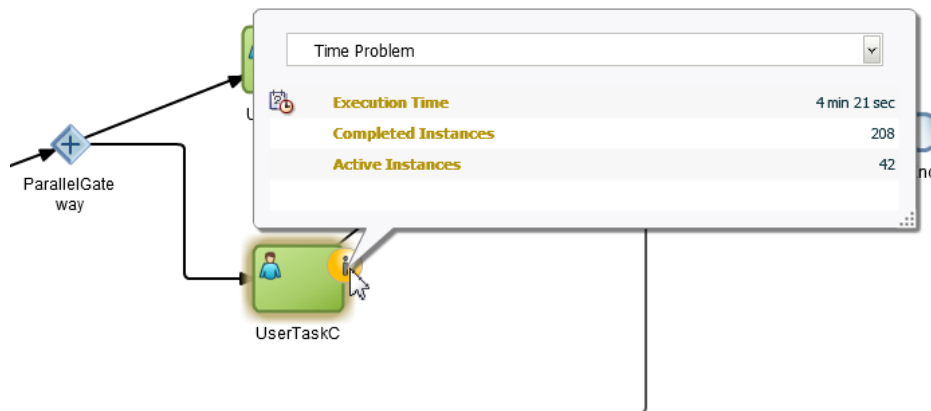 Time Problem
Execution Time 4 min 21 sec
Completed Instances 208
Active Instances 42
ParallelGate
way
UserTaskC